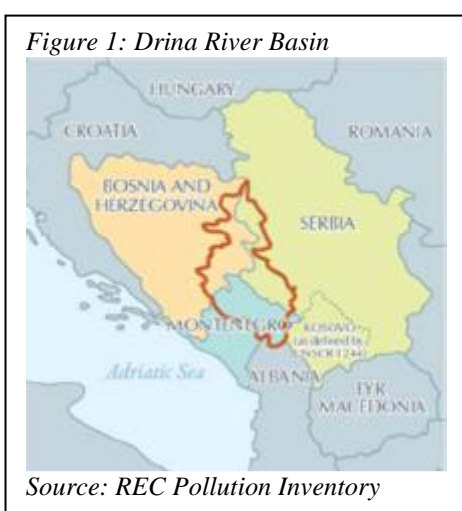 Figure 1: Drina River Basin
HUNGARY
CROATIA
ROMANIA
BOSNIA AND
HERZEGOVINA
SERBIA
MONTENEGRO
KOSOVO
(as defined by
UNSCR 1244)
Adriatic Sea
ALBANIA
FYR
MACEDONIA
Source: REC Pollution Inventory